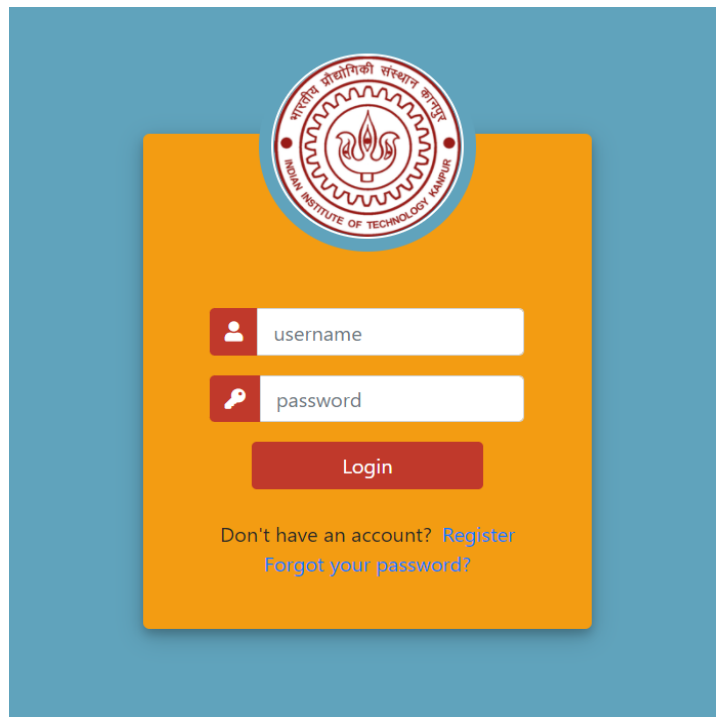 भारतीय प्रौद्योगिकी संस्थान कानपुर
INDIAN INSTITUTE OF TECHNOLOGY KANPUR
username
password
Login
Don't have an account? Register
Forgot your password?